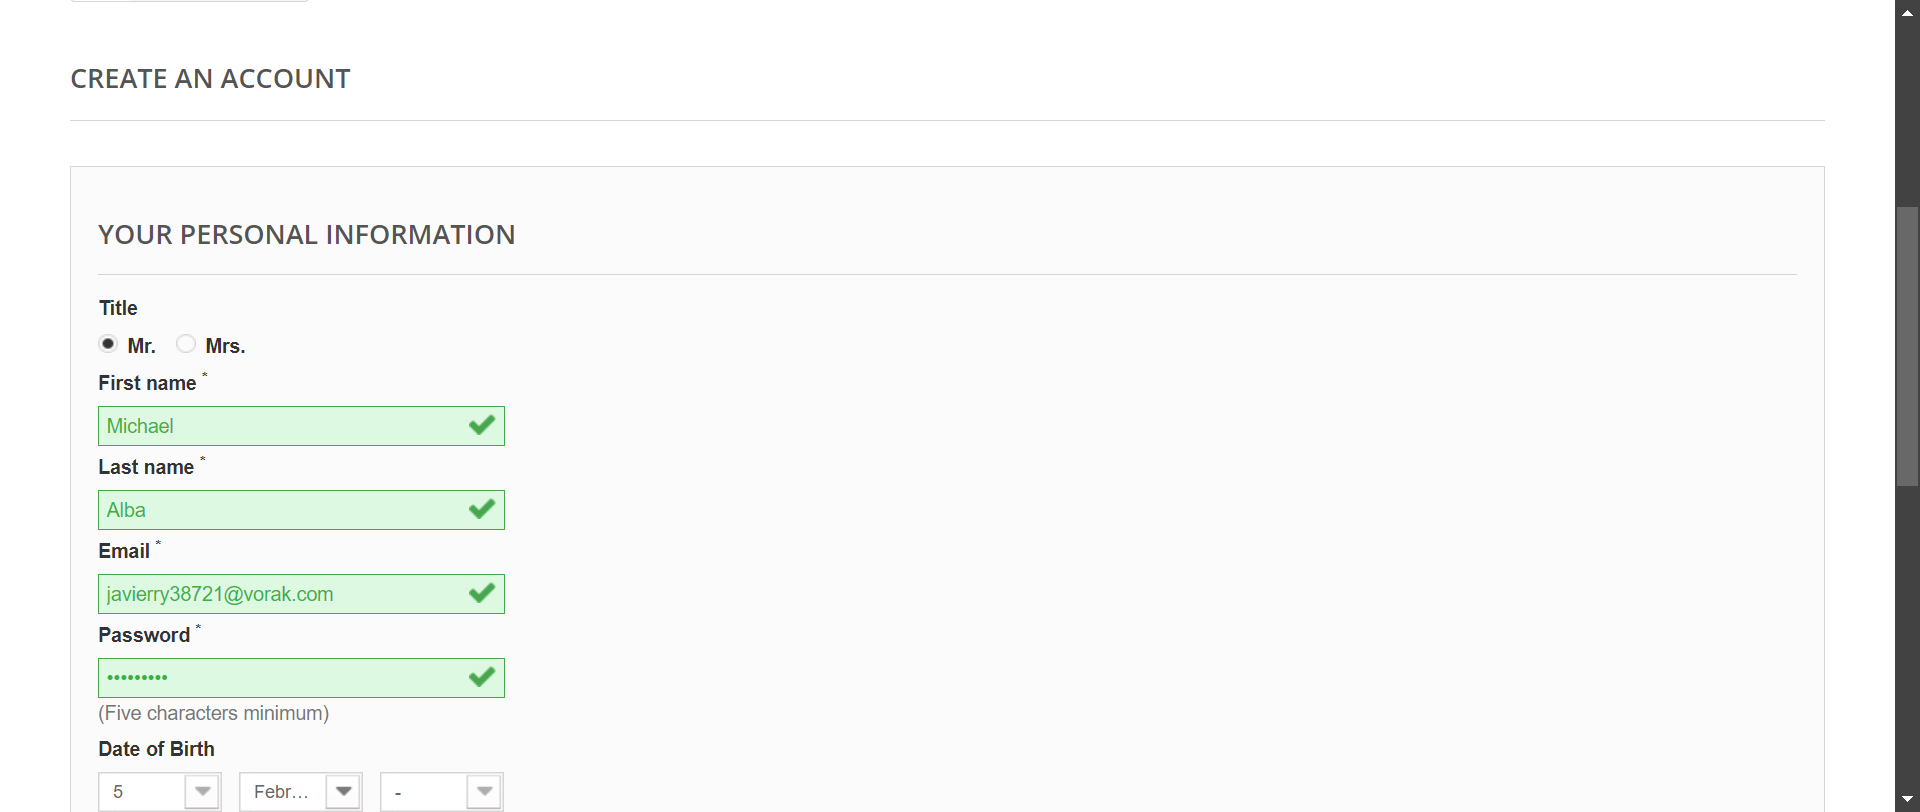 CREATE AN ACCOUNT
YOUR PERSONAL INFORMATION
Title
Mr. Mrs.
First name *
Michael
Last name *
Alba
Email *
javierry38721@vorak.com
Password *
•••••••••
(Five characters minimum)
Date of Birth
5 Febr... -